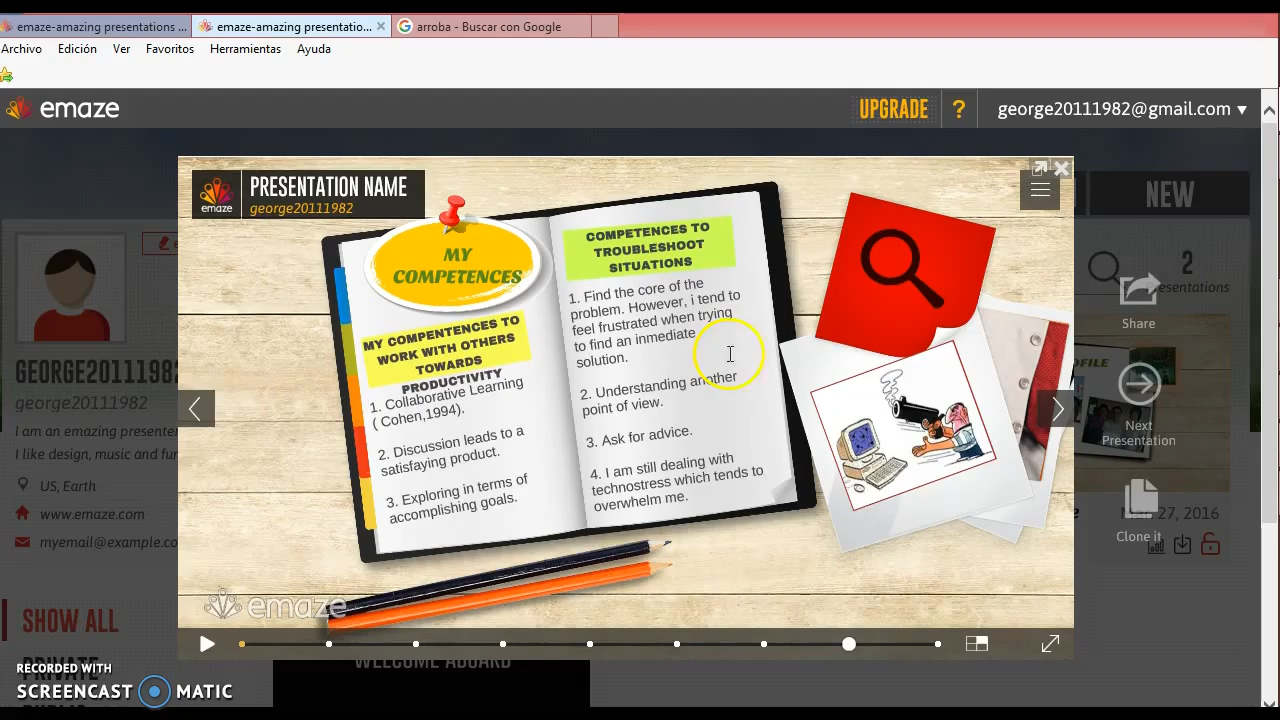 emaze-amazing presentations ...
emaze-amazing presentatio...
arroba - Buscar con Google
Archivo Edición Ver Favoritos Herramientas Ayuda
emaze
UPGRADE
?
george20111982@gmail.com
PRESENTATION NAME
george20111982
emaze
MY
COMPETENCES
MY COMPENTENCES TO
WORK WITH OTHERS
TOWARDS
PRODUCTIVITY
1. Collaborative Learning
( Cohen,1994).
2. Discussion leads to a
satisfaying product.
3. Exploring in terms of
accomplishing goals.
COMPETENCES TO
TROUBLESHOOT
SITUATIONS
1. Find the core of the
problem. However, i tend to
feel frustrated when trying
to find an inmediate
solution.
2. Understanding another
point of view.
3. Ask for advice.
4. I am still dealing with
technostress which tends to
overwhelm me.
emaze
NEW
2
Share
Next
Presentation
Clone it
27, 2016
GEORGE20111982
george20111982
I am an emazing presenter
I like design, music and
US, Earth
www.emaze.com
myemail@example.co
SHOW ALL
PRIVATE
WELCOME ABOARD
RECORDED WITH
SCREENCAST MATIC